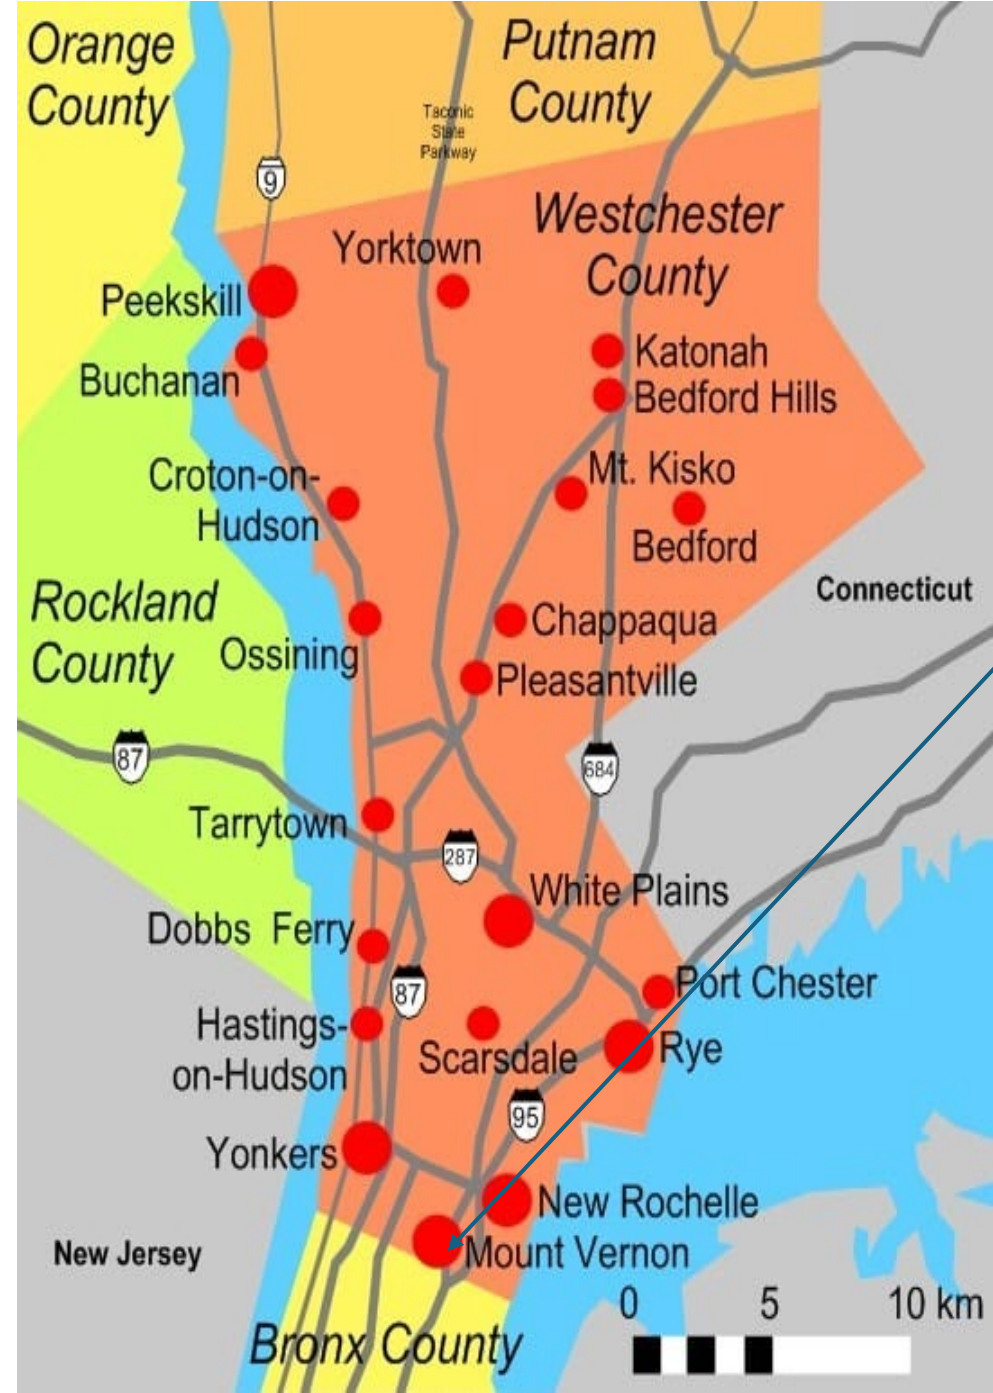 Orange
County
Putnam
County
Taconic
State
Parkway
9
Westchester
County
Yorktown
Peekskill
Katonah
Buchanan
Bedford Hills
Croton-on-
Hudson
Mt. Kisko
Bedford
Connecticut
Rockland
County
Chappaqua
Ossining
Pleasantville
87
684
Tarrytown
287
White Plains
Dobbs Ferry
87
Port Chester
Hastings-
on-Hudson
Scarsdale
Rye
95
Yonkers
New Rochelle
New Jersey
Mount Vernon
0 5 10 km
Bronx County